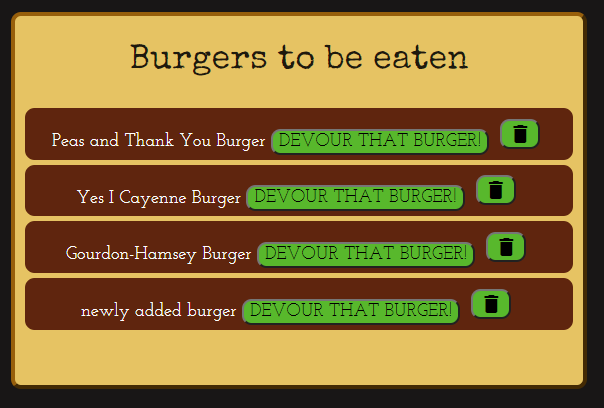 Burgers to be eaten
Peas and Thank You Burger DEVOUR THAT BURGER!
Yes I Cayenne Burger DEVOUR THAT BURGER!
Gourdon-Hamsey Burger DEVOUR THAT BURGER!
newly added burger DEVOUR THAT BURGER!